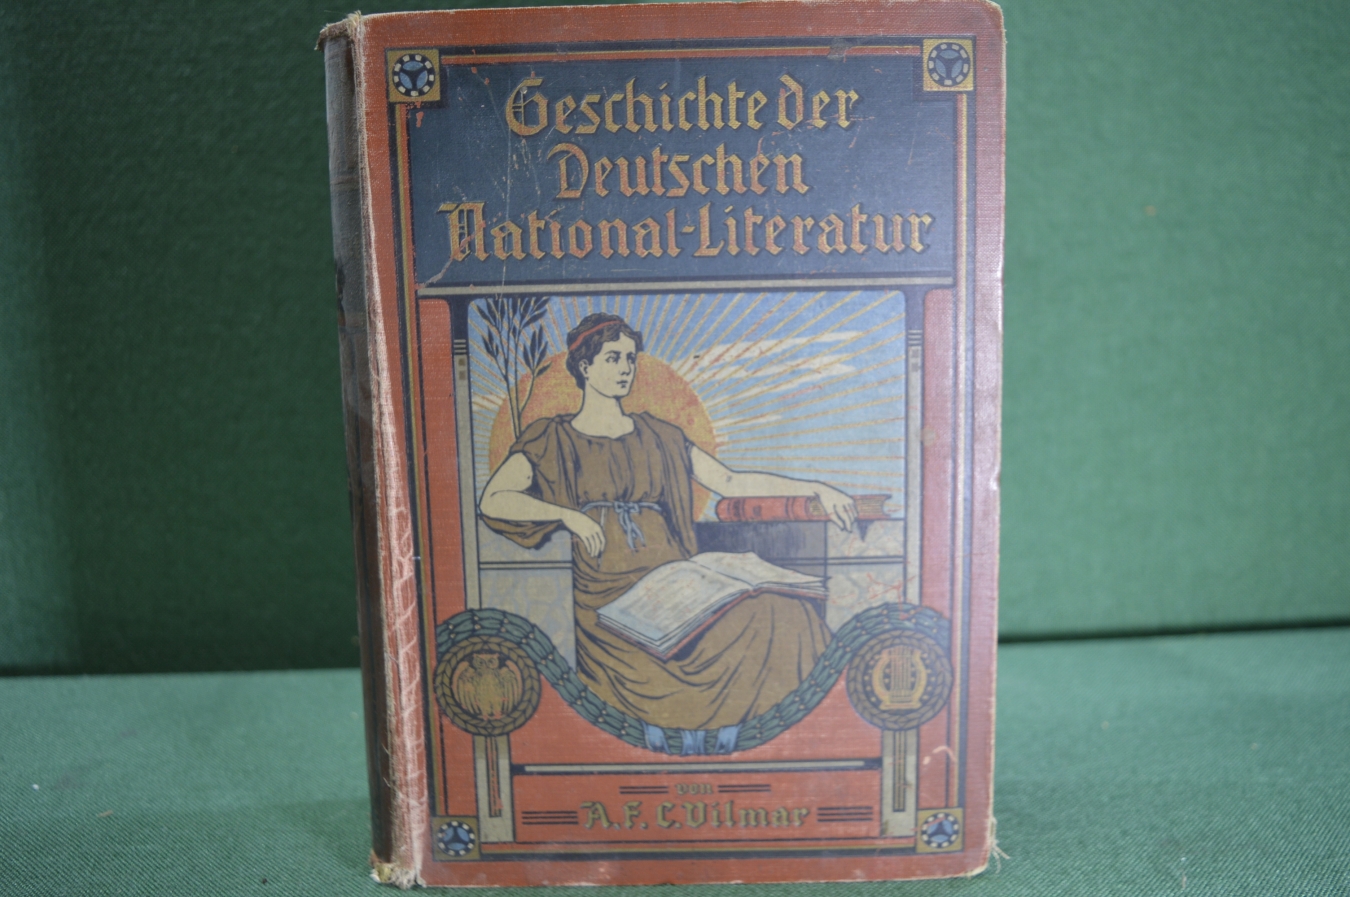 Geschichte der
Deutschen
National-Literatur
von
A. F. C. Vilmar